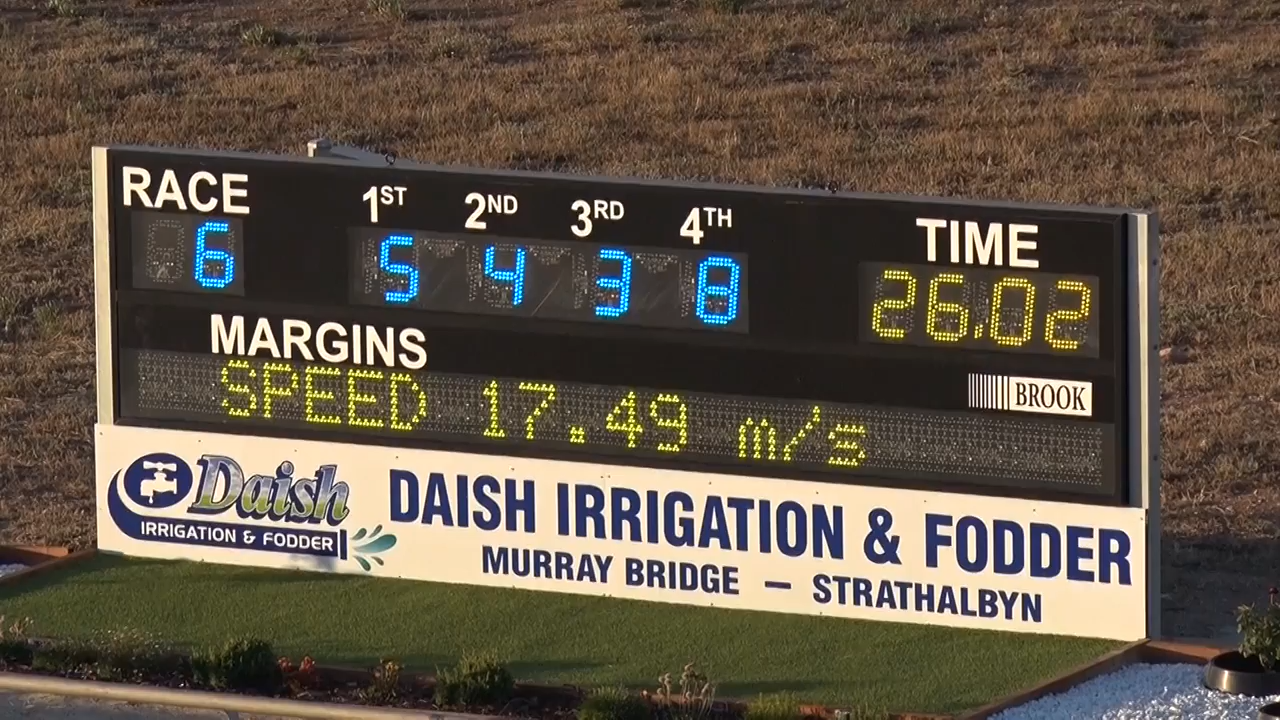 RACE 1ST 2ND 3RD 4TH TIME
6 5 4 3 8 26.02
MARGINS
BROOK
SPEED 17.49 m/s
Daish
IRRIGATION & FODDER
DAISH IRRIGATION & FODDER
MURRAY BRIDGE – STRATHALBYN